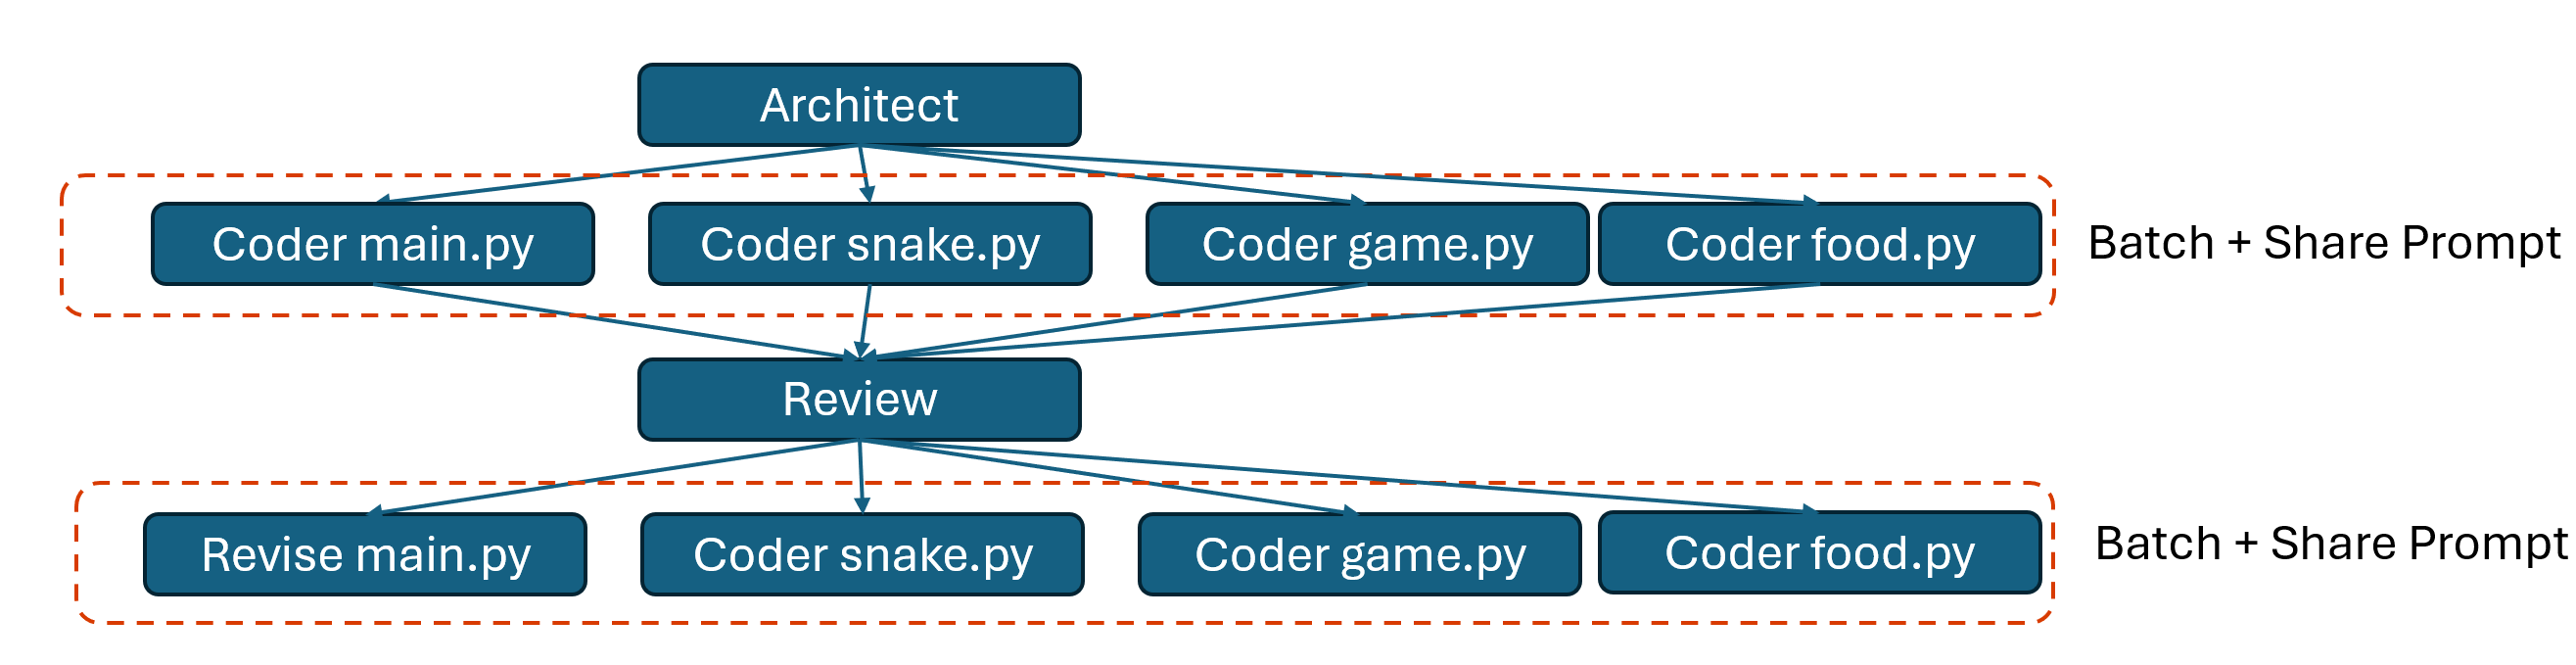 Architect
Coder main.py
Coder snake.py
Coder game.py
Coder food.py
Batch + Share Prompt
Review
Revise main.py
Coder snake.py
Coder game.py
Coder food.py
Batch + Share Prompt